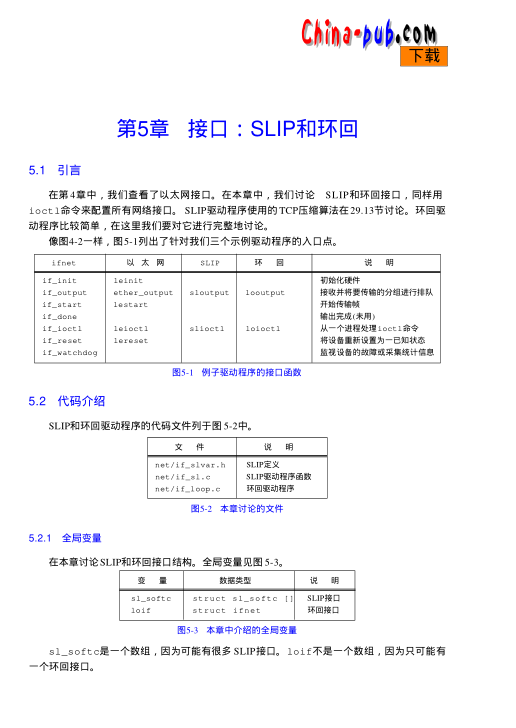 China-pub.com
下载
第5章 接口：SLIP和环回
5.1 引言
在第4章中，我们查看了以太网接口。在本章中，我们讨论 SLIP和环回接口，同样用
ioctl命令来配置所有网络接口。SLIP驱动程序使用的TCP压缩算法在29.13节讨论。环回驱
动程序比较简单，在这里我们要对它进行完整地讨论。
像图4-2一样，图5-1列出了针对我们三个示例驱动程序的入口点。
ifnet 以 太 网 SLIP 环 回 说 明
if_init leinit 初始化硬件
if_output ether_output sloutput looutput 接收并将要传输的分组进行排队
if_start lestart 开始传输帧
if_done 输出完成(未用)
if_ioctl leioctl slioctl loioctl 从一个进程处理ioctl命令
if_reset lereset 将设备重新设置为一已知状态
if_watchdog 监视设备的故障或采集统计信息
图5-1 例子驱动程序的接口函数
5.2 代码介绍
SLIP和环回驱动程序的代码文件列于图5-2中。
文 件 说 明
net/if_slvar.h SLIP定义
net/if_sl.c SLIP驱动程序函数
net/if_loop.c 环回驱动程序
图5-2 本章讨论的文件
5.2.1 全局变量
在本章讨论SLIP和环回接口结构。全局变量见图5-3。
变 量 数据类型 说 明
sl_softc struct sl_softc [] SLIP接口
loif struct ifnet 环回接口
图5-3 本章中介绍的全局变量
sl_softc是一个数组，因为可能有很多SLIP接口。loif不是一个数组，因为只可能有
一个环回接口。